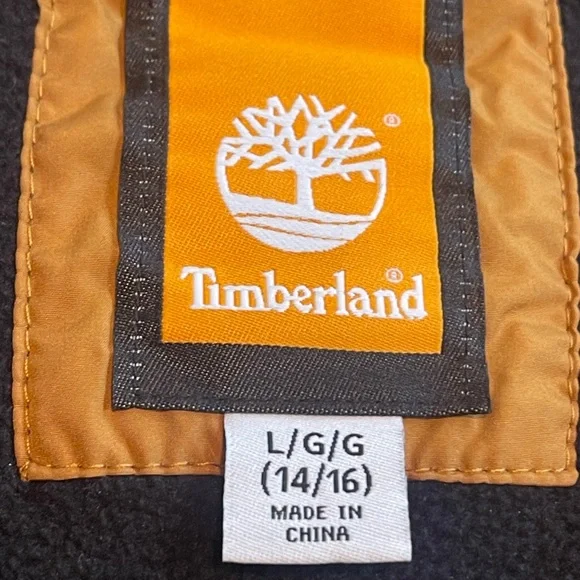 ®
®
Timberland
L/G/G
(14/16)
MADE IN
CHINA